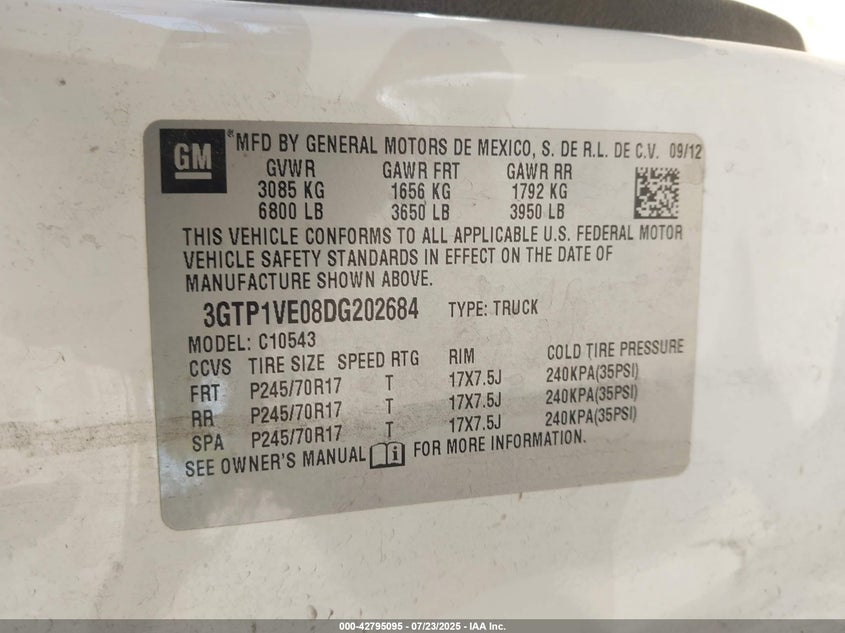 GM ® MFD BY GENERAL MOTORS DE MEXICO, S. DE R.L. DE C.V. 09/12
GVWR GAWR FRT GAWR RR
3085 KG 1656 KG 1792 KG
6800 LB 3650 LB 3950 LB
THIS VEHICLE CONFORMS TO ALL APPLICABLE U.S. FEDERAL MOTOR
VEHICLE SAFETY STANDARDS IN EFFECT ON THE DATE OF
MANUFACTURE SHOWN ABOVE.
3GTP1VE08DG202684 TYPE: TRUCK
MODEL: C10543
CCVS TIRE SIZE SPEED RTG RIM COLD TIRE PRESSURE
FRT P245/70R17 T 17X7.5J 240KPA(35PSI)
RR P245/70R17 T 17X7.5J 240KPA(35PSI)
SPA P245/70R17 T 17X7.5J 240KPA(35PSI)
SEE OWNER'S MANUAL i FOR MORE INFORMATION.
000-42795095 - 07/23/2025 - IAA Inc.